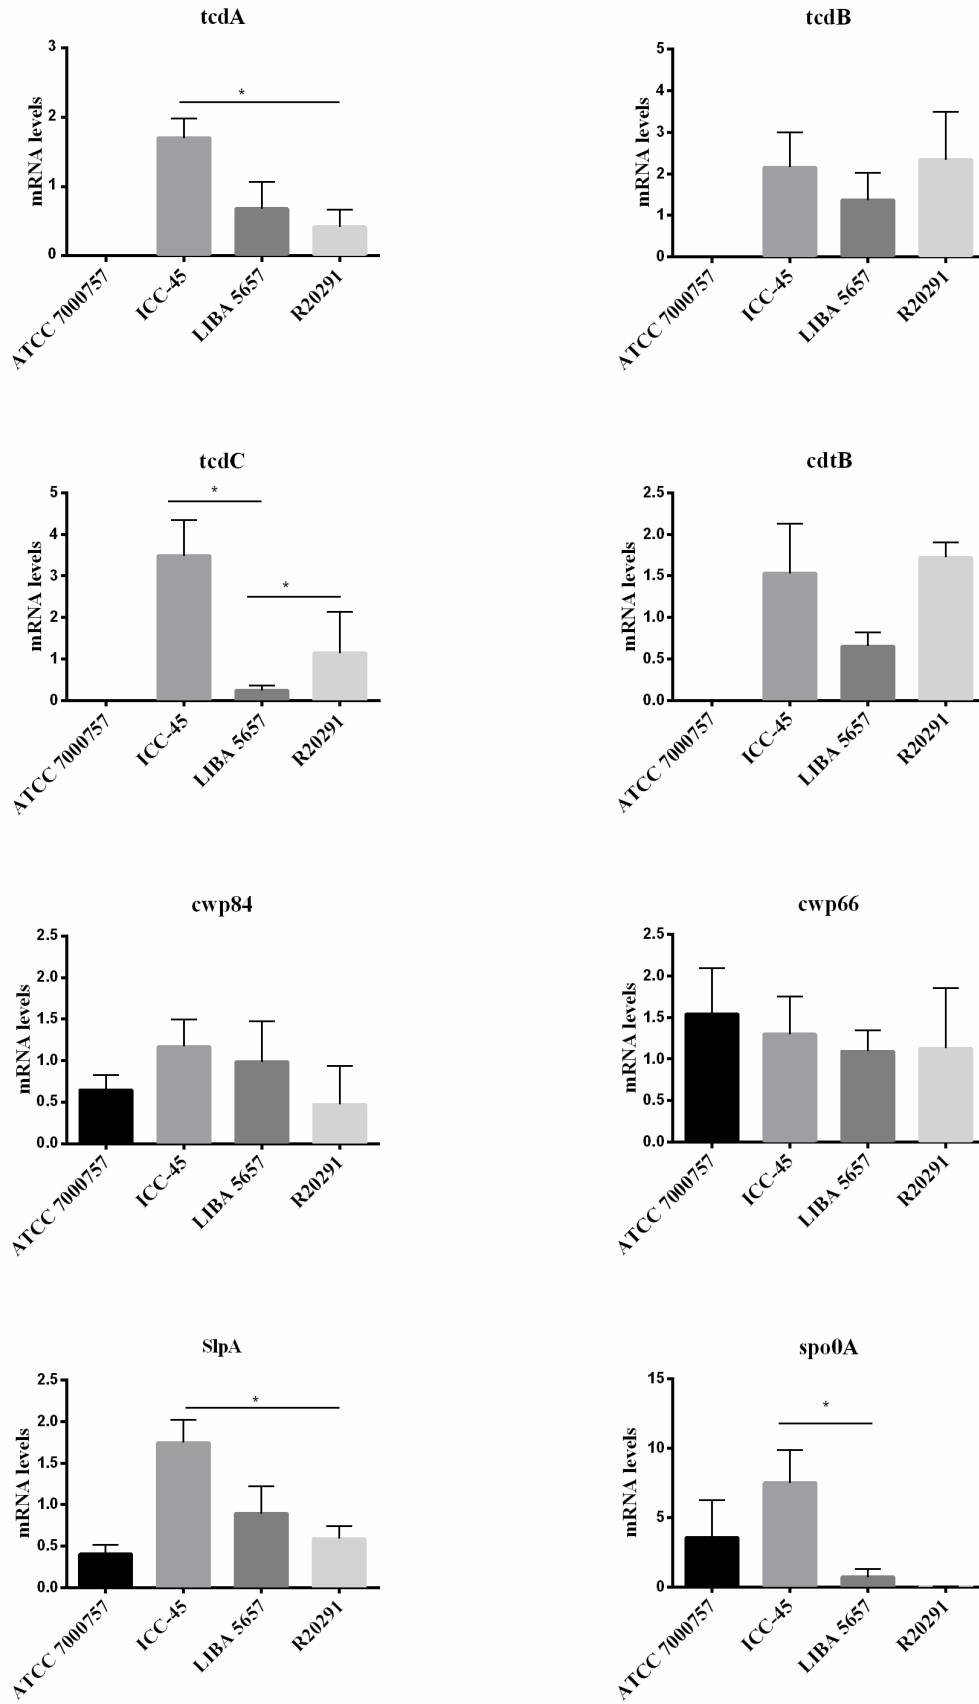 tcdA
mRNA levels
3
2
1
0
*
ATCC 7000757
ICC-45
LIBA 5657
R20291
tcdB
mRNA levels
5
4
3
2
1
0
ATCC 7000757
ICC-45
LIBA 5657
R20291
tcdC
mRNA levels
5
4
3
2
1
0
*
*
ATCC 7000757
ICC-45
LIBA 5657
R20291
cdtB
mRNA levels
2.5
2.0
1.5
1.0
0.5
0.0
ATCC 7000757
ICC-45
LIBA 5657
R20291
cwp84
mRNA levels
2.5
2.0
1.5
1.0
0.5
0.0
ATCC 7000757
ICC-45
LIBA 5657
R20291
cwp66
mRNA levels
2.5
2.0
1.5
1.0
0.5
0.0
ATCC 7000757
ICC-45
LIBA 5657
R20291
SlpA
mRNA levels
2.5
2.0
1.5
1.0
0.5
0.0
*
ATCC 7000757
ICC-45
LIBA 5657
R20291
spo0A
mRNA levels
15
10
5
0
*
ATCC 7000757
ICC-45
LIBA 5657
R20291